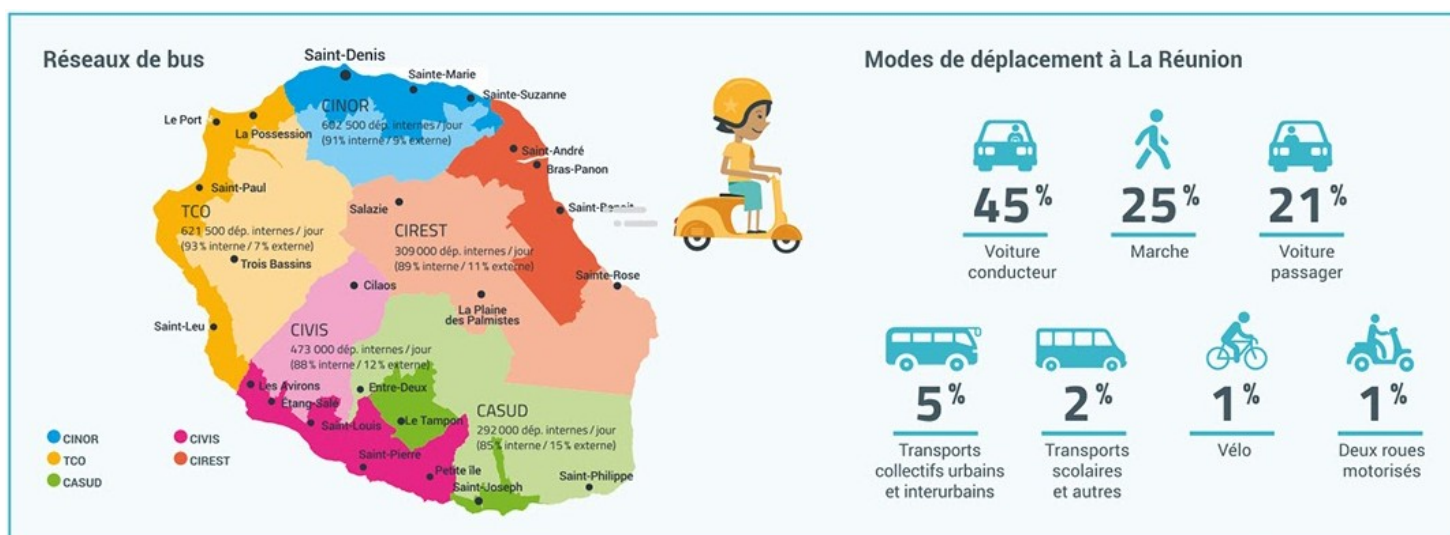 Réseaux de bus
Saint-Denis
Sainte-Marie
Sainte-Suzanne
CINOR
602 500 dép. internes / jour
(91% interne / 9% externe)
Le Port
La Possession
Saint-André
Bras-Panon
Saint-Paul
Salazie
Saint-Benoit
TCO
621 500 dép. internes / jour
(93% interne / 7% externe)
Trois Bassins
CIREST
309 000 dép. internes / jour
(89% interne / 11% externe)
Sainte-Rose
Cilaos
La Plaine
des Palmistes
Saint-Leu
CIVIS
473 000 dép. internes / jour
(88% interne / 12% externe)
Les Avirons
Étang-Salé
Entre-Deux
Saint-Louis
Le Tampon
CASUD
292 000 dép. internes / jour
(85% interne / 15% externe)
Saint-Pierre
Petite île
Saint-Joseph
Saint-Philippe
CINOR
TCO
CASUD
CIVIS
CIREST
Modes de déplacement à La Réunion
45%
Voiture
conducteur
25%
Marche
21%
Voiture
passager
5%
Transports
collectifs urbains
et interurbains
2%
Transports
scolaires
et autres
1%
Vélo
1%
Deux roues
motorisés